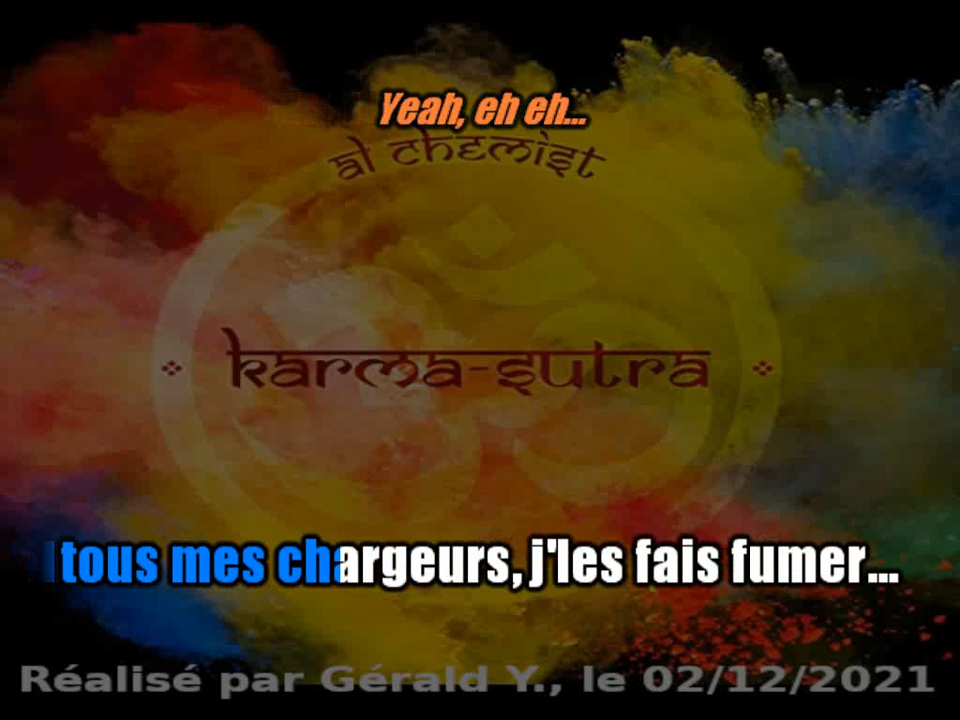 Yeah, eh eh...
al chemist
karma-sutra
tous mes chargeurs, j'les fais fumer...
Réalisé par Gérald Y., le 02/12/2021